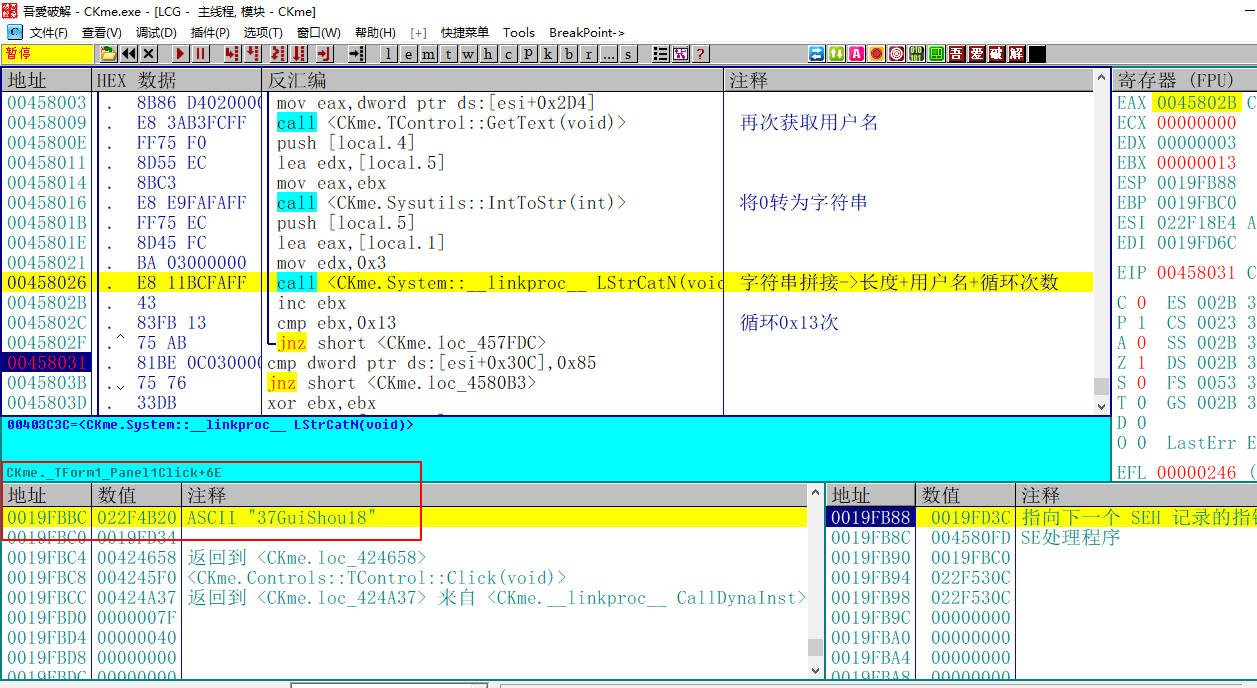 吾愛破解 - CKme.exe - [LCG - 主线程, 模块 - CKme]
文件(F) 查看(V) 调试(D) 插件(P) 选项(T) 窗口(W) 帮助(H) [+] 快捷菜单 Tools BreakPoint->
暂停 l e m t w h c p k b r ... s ? 吾 爱 破 解
地址 HEX 数据 反汇编 注释
00458003 . 8B86 D4020000 mov eax,dword ptr ds:[esi+0x2D4]
00458009 . E8 3AB3FCFF call <CKme.TControl::GetText(void)> 再次获取用户名
0045800E . FF75 F0 push [local.4]
00458011 . 8D55 EC lea edx,[local.5]
00458014 . 8BC3 mov eax,ebx
00458016 . E8 E9FAFAFF call <CKme.Sysutils::IntToStr(int)> 将0转为字符串
0045801B . FF75 EC push [local.5]
0045801E . 8D45 FC lea eax,[local.1]
00458021 . BA 03000000 mov edx,0x3
00458026 . E8 11BCFAFF call <CKme.System::__linkproc__ LStrCatN(voic 字符串拼接->长度+用户名+循环次数
0045802B . 43 inc ebx
0045802C . 83FB 13 cmp ebx,0x13 循环0x13次
0045802F .^ 75 AB jnz short <CKme.loc_457FDC>
00458031 . 81BE 0C030000 cmp dword ptr ds:[esi+0x30C],0x85
0045803B .v 75 76 jnz short <CKme.loc_4580B3>
0045803D . 33DB xor ebx,ebx
寄存器 (FPU)
EAX 0045802B C
ECX 00000000
EDX 00000003
EBX 00000013
ESP 0019FB88
EBP 0019FBC0
ESI 022F18E4 A
EDI 0019FD6C
EIP 00458031 C
C 0 ES 002B 3
P 1 CS 0023 3
A 0 SS 002B 3
Z 1 DS 002B 3
S 0 FS 0053 3
T 0 GS 002B 3
D 0
O 0 LastErr E
EFL 00000246 (
00403C3C=<CKme.System::__linkproc__ LStrCatN(void)>
CKme._TForm1_Panel1Click+6E
地址 数值 注释
0019FBBC 022F4B20 ASCII "37GuiShou18"
0019FBC0 0019FD34
0019FBC4 00424658 返回到 <CKme.loc_424658>
0019FBC8 004245F0 <CKme.Controls::TControl::Click(void)>
0019FBCC 00424A37 返回到 <CKme.loc_424A37> 来自 <CKme.__linkproc__ CallDynaInst>
0019FBD0 0000007F
0019FBD4 00000040
0019FBD8 00000000
0019FBDC 00000000
地址 数值 注释
0019FB88 0019FD3C 指向下一个 SEH 记录的指针
0019FB8C 004580FD SE处理程序
0019FB90 0019FBC0
0019FB94 022F530C
0019FB98 022F530C
0019FB9C 00000000
0019FBA0 00000000
0019FBA4 00000000
0019FBA8 00000000